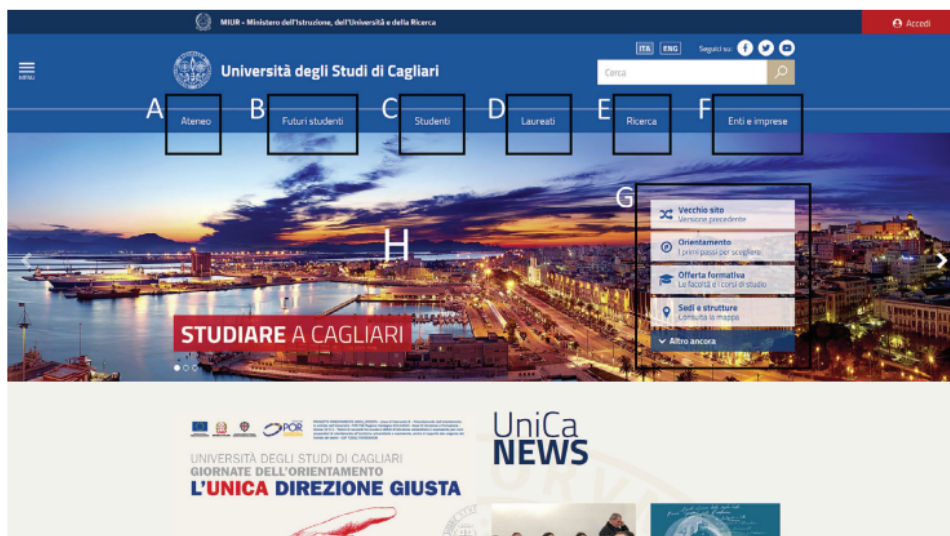 MIUR - Ministero dell'Istruzione, dell'Università e della Ricerca
Accedi
ITA ENG Seguici su:
MENU
Università degli Studi di Cagliari
Cerca
A Ateneo B Futuri studenti C Studenti D Laureati E Ricerca F Enti e imprese
G
Vecchio sito
Versione precedente
H
Orientamento
I primi passi per scegliere
Offerta formativa
Le facoltà e i corsi di studio
Sedi e strutture
Consulta la mappa
STUDIARE A CAGLIARI
Altro ancora
POR
UNIVERSITÀ DEGLI STUDI DI CAGLIARI
GIORNATE DELL'ORIENTAMENTO
L'UNICA DIREZIONE GIUSTA
UniCa
NEWS